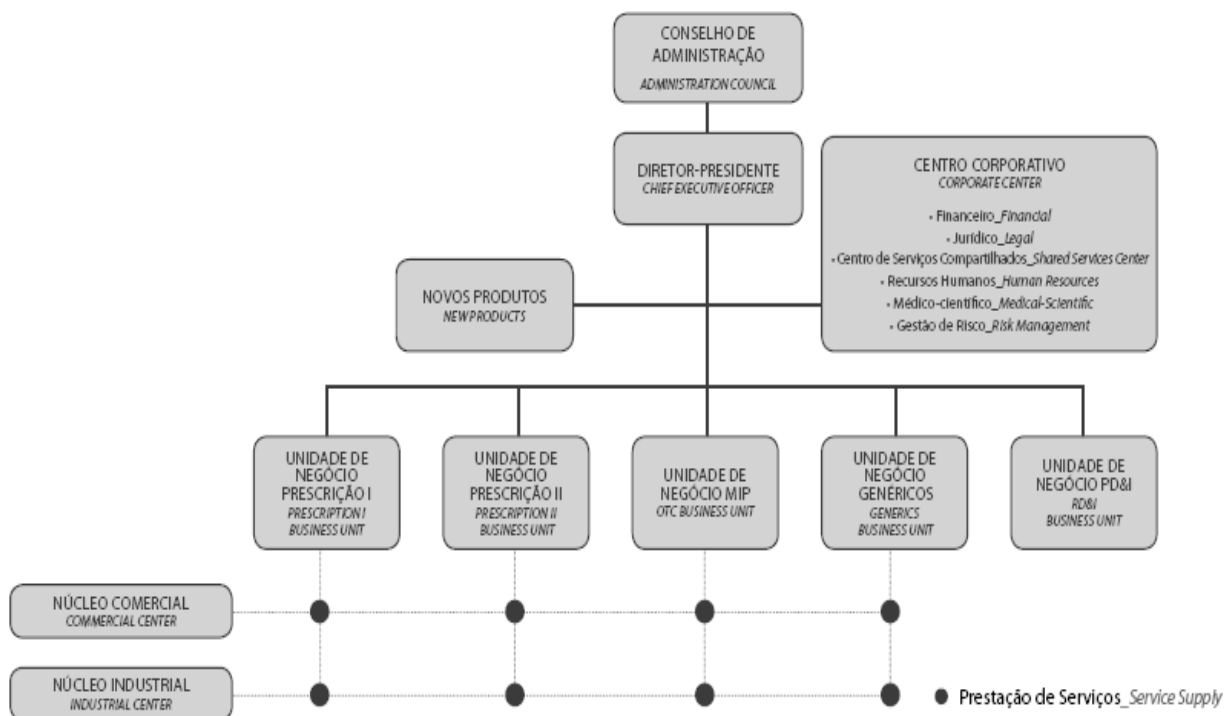 CONSELHO DE
ADMINISTRAÇÃO
ADMINISTRATION COUNCIL
DIRETOR-PRESIDENTE
CHIEF EXECUTIVE OFFICER
CENTRO CORPORATIVO
CORPORATE CENTER
• Financeiro_Financial
• Jurídico_Legal
• Centro de Serviços Compartilhados_Shared Services Center
• Recursos Humanos_Human Resources
• Médico-científico_Medical-Scientific
• Gestão de Risco_Risk Management
NOVOS PRODUTOS
NEW PRODUCTS
UNIDADE DE
NEGÓCIO
PRESCRIÇÃO I
PRESCRIPTION I
BUSINESS UNIT
UNIDADE DE
NEGÓCIO
PRESCRIÇÃO II
PRESCRIPTION II
BUSINESS UNIT
UNIDADE DE
NEGÓCIO MIP
OTC BUSINESS UNIT
UNIDADE DE
NEGÓCIO
GENÉRICOS
GENERICS
BUSINESS UNIT
UNIDADE DE
NEGÓCIO PD&I
RD&I
BUSINESS UNIT
NÚCLEO COMERCIAL
COMMERCIAL CENTER
NÚCLEO INDUSTRIAL
INDUSTRIAL CENTER
Prestação de Serviços_Service Supply